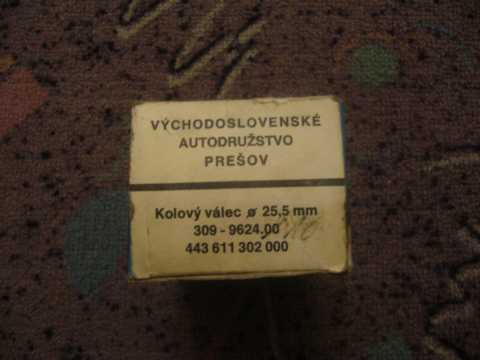 VÝCHODOSLOVENSKÉ
AUTODRUŽSTVO
PREŠOV
Kolový válec ø 25,5 mm
309 - 9624.00
443 611 302 000